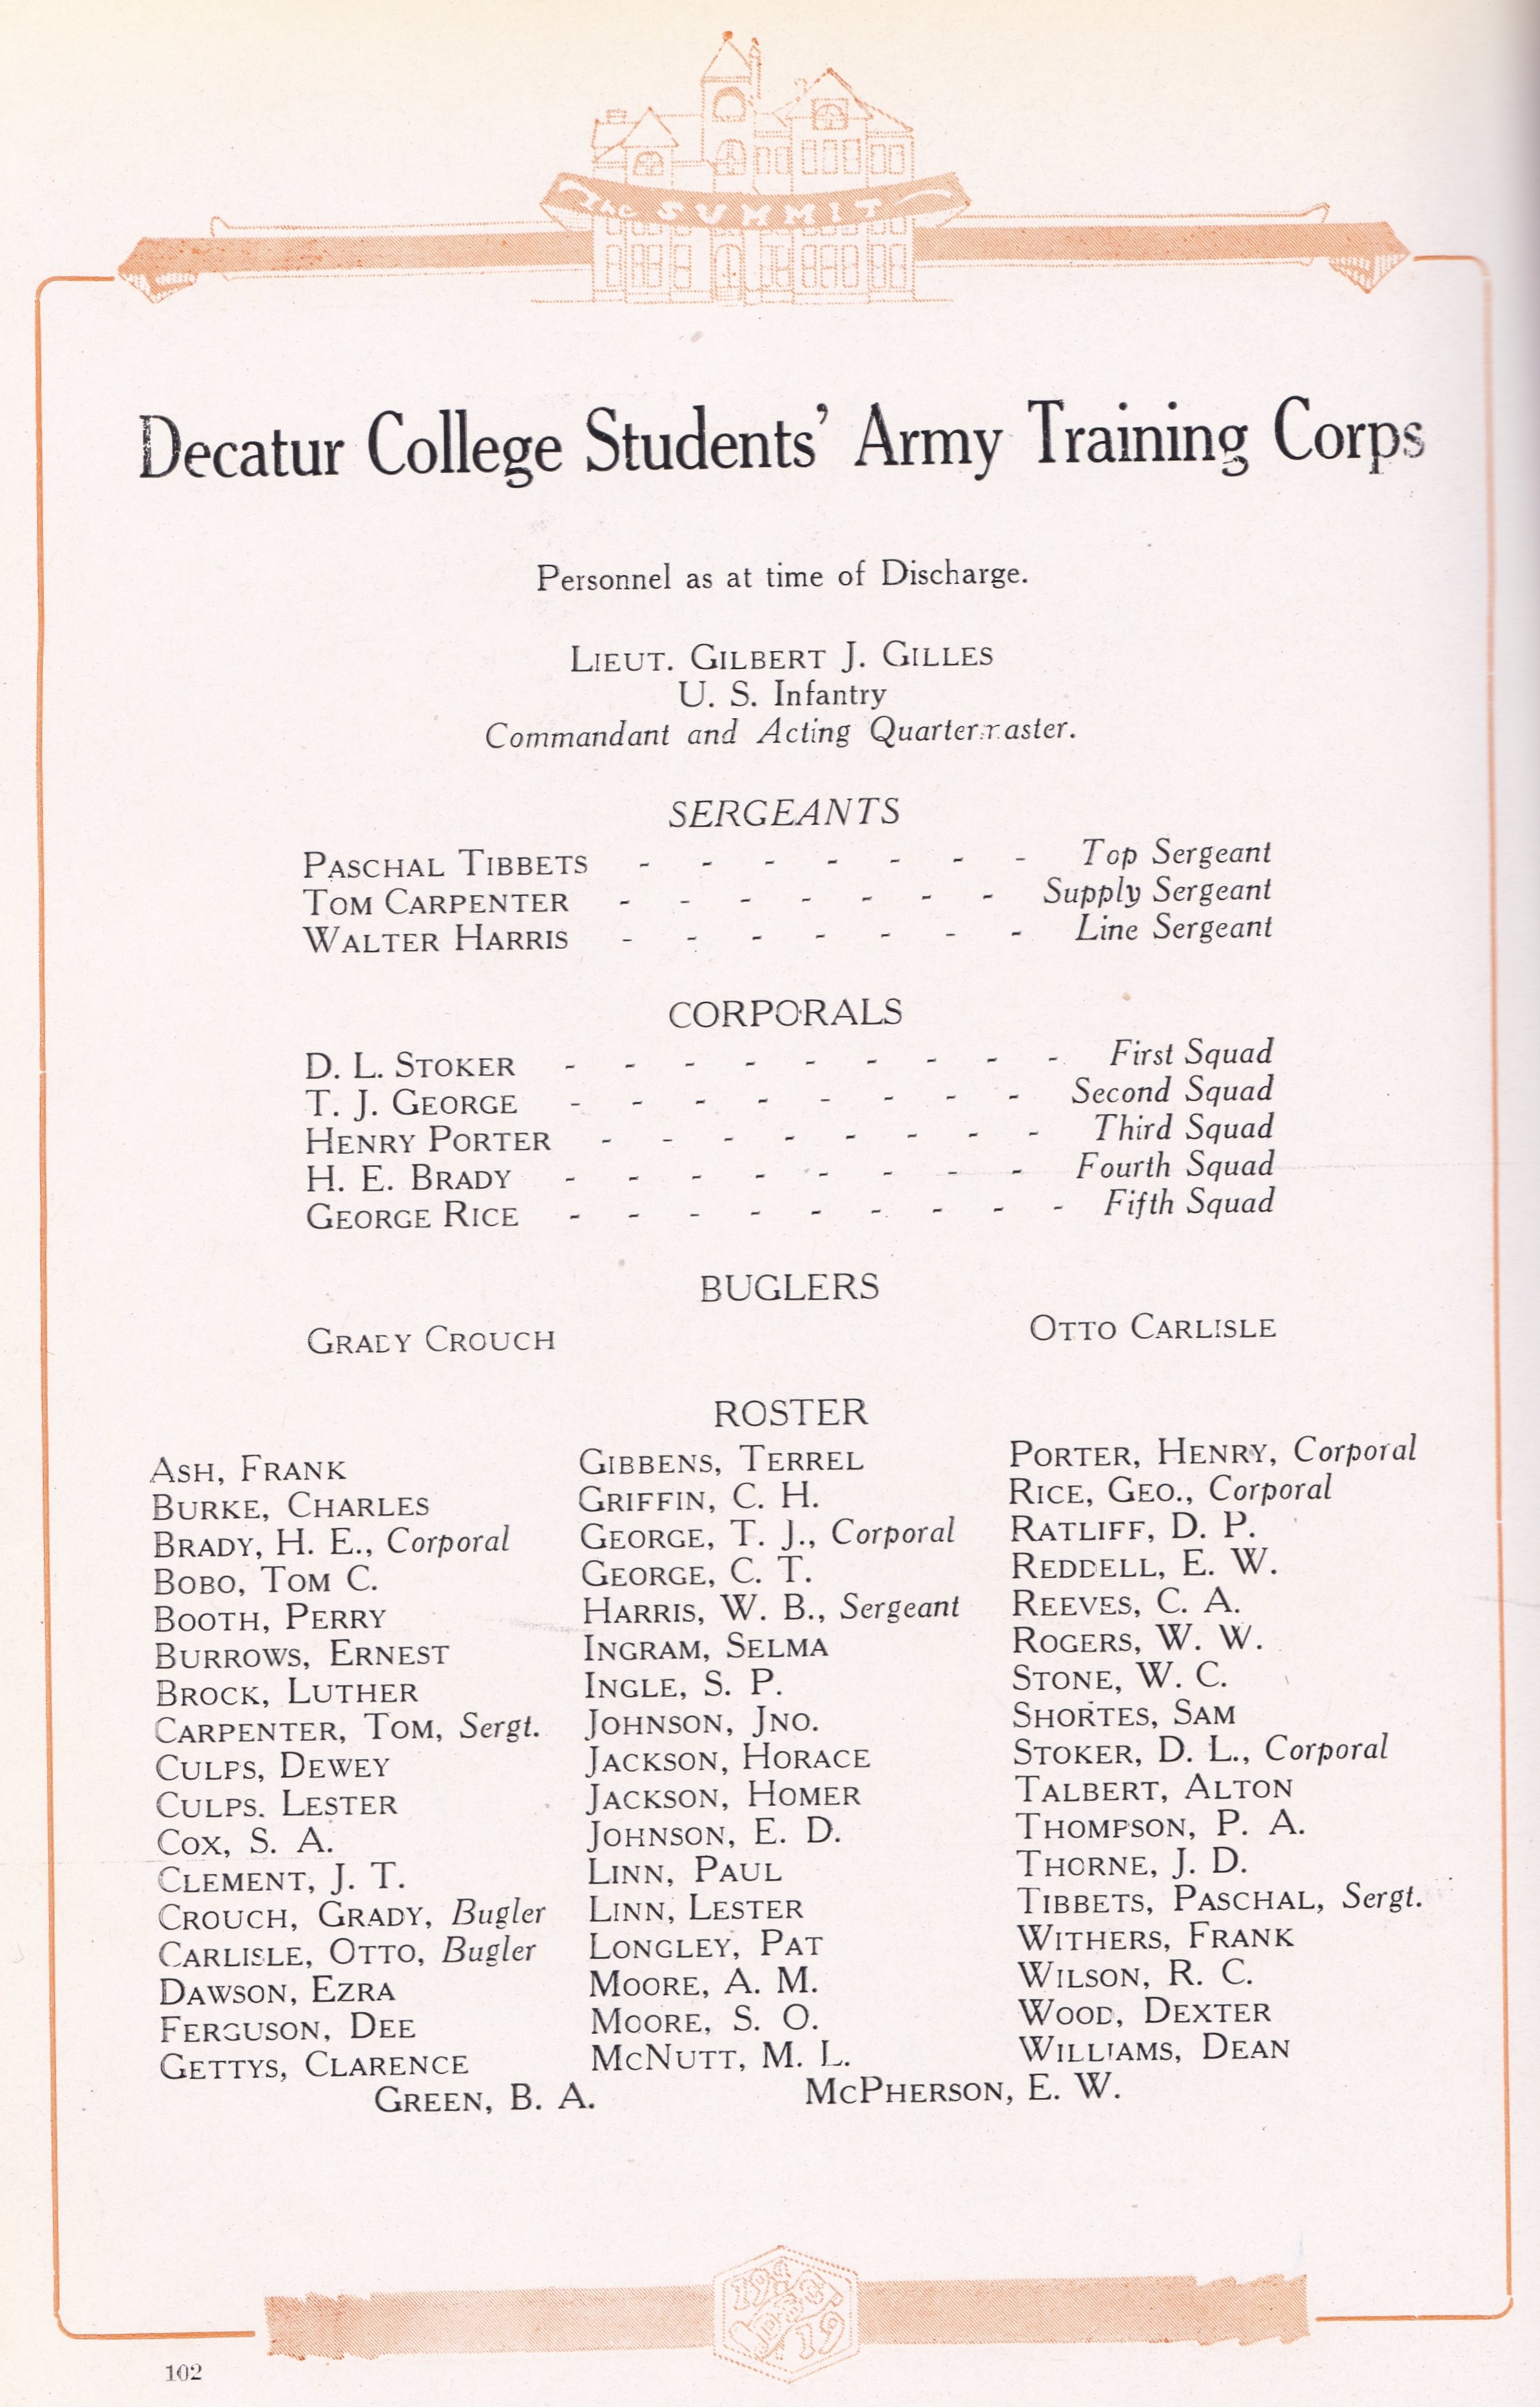 The SUMMIT
Decatur College Students' Army Training Corps
Personnel as at time of Discharge.
LIEUT. GILBERT J. GILLES
U. S. Infantry
Commandant and Acting Quartermaster.
SERGEANTS
PASCHAL TIBBETS - - - - - - - Top Sergeant
TOM CARPENTER - - - - - - - Supply Sergeant
WALTER HARRIS - - - - - - - Line Sergeant
CORPORALS
D. L. STOKER - - - - - - - - - First Squad
T. J. GEORGE - - - - - - - - Second Squad
HENRY PORTER - - - - - - - - Third Squad
H. E. BRADY - - - - - - - - Fourth Squad
GEORGE RICE - - - - - - - - - Fifth Squad
BUGLERS
GRADY CROUCH OTTO CARLISLE
ROSTER
ASH, FRANK
BURKE, CHARLES
BRADY, H. E., Corporal
BOBO, TOM C.
BOOTH, PERRY
BURROWS, ERNEST
BROCK, LUTHER
CARPENTER, TOM, Sergt.
CULPS, DEWEY
CULPS. LESTER
COX, S. A.
CLEMENT, J. T.
CROUCH, GRADY, Bugler
CARLISLE, OTTO, Bugler
DAWSON, EZRA
FERGUSON, DEE
GETTYS, CLARENCE
GIBBENS, TERREL
GRIFFIN, C. H.
GEORGE, T. J., Corporal
GEORGE, C. T.
HARRIS, W. B., Sergeant
INGRAM, SELMA
INGLE, S. P.
JOHNSON, JNO.
JACKSON, HORACE
JACKSON, HOMER
JOHNSON, E. D.
LINN, PAUL
LINN, LESTER
LONGLEY, PAT
MOORE, A. M.
MOORE, S. O.
MCNUTT, M. L.
PORTER, HENRY, Corporal
RICE, GEO., Corporal
RATLIFF, D. P.
REDDELL, E. W.
REEVES, C. A.
ROGERS, W. W.
STONE, W. C.
SHORTES, SAM
STOKER, D. L., Corporal
TALBERT, ALTON
THOMPSON, P. A.
THORNE, J. D.
TIBBETS, PASCHAL, Sergt.
WITHERS, FRANK
WILSON, R. C.
WOOD, DEXTER
WILLIAMS, DEAN
GREEN, B. A. MCPHERSON, E. W.
19
19
102